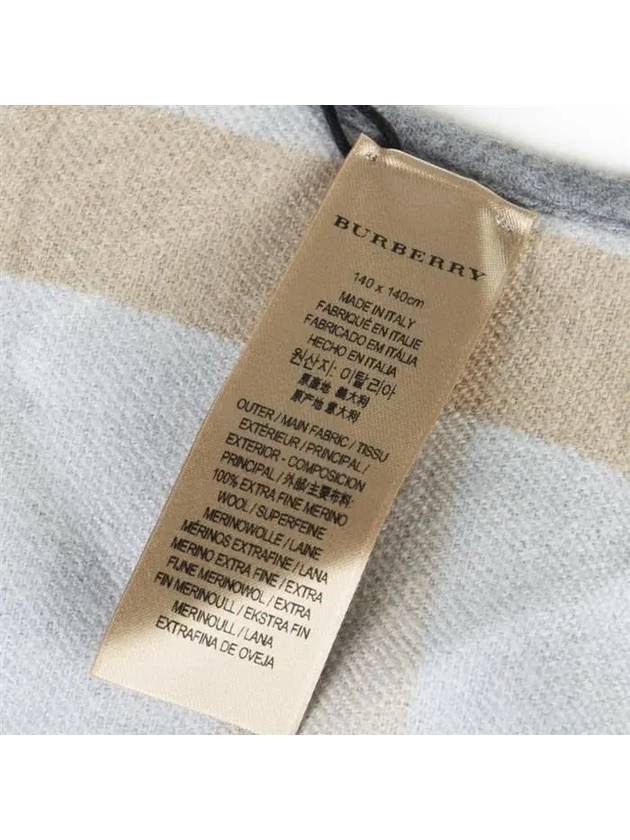 BURBERRY
140 x 140cm
MADE IN ITALY
FABRIQUÉ EN ITALIE
FABRICADO EM ITÁLIA
HECHO EN ITALIA
원산지: 이탈리아
原產地 義大利
原产地 意大利
OUTER / MAIN FABRIC / TISSU
EXTÉRIEUR / PRINCIPAL /
EXTERIOR - COMPOSICION
PRINCIPAL / 外部/主要布料:
100% EXTRA FINE MERINO
WOOL / SUPERFEINE
MERINOWOLLE / LAINE
MÉRINOS EXTRAFINE / LANA
MERINO EXTRA FINE / EXTRA
FIJNE MERINOWOL / EXTRA
FIN MERINOULL / EKSTRA FIN
MERINOULL / LANA
EXTRAFINA DE OVEJA